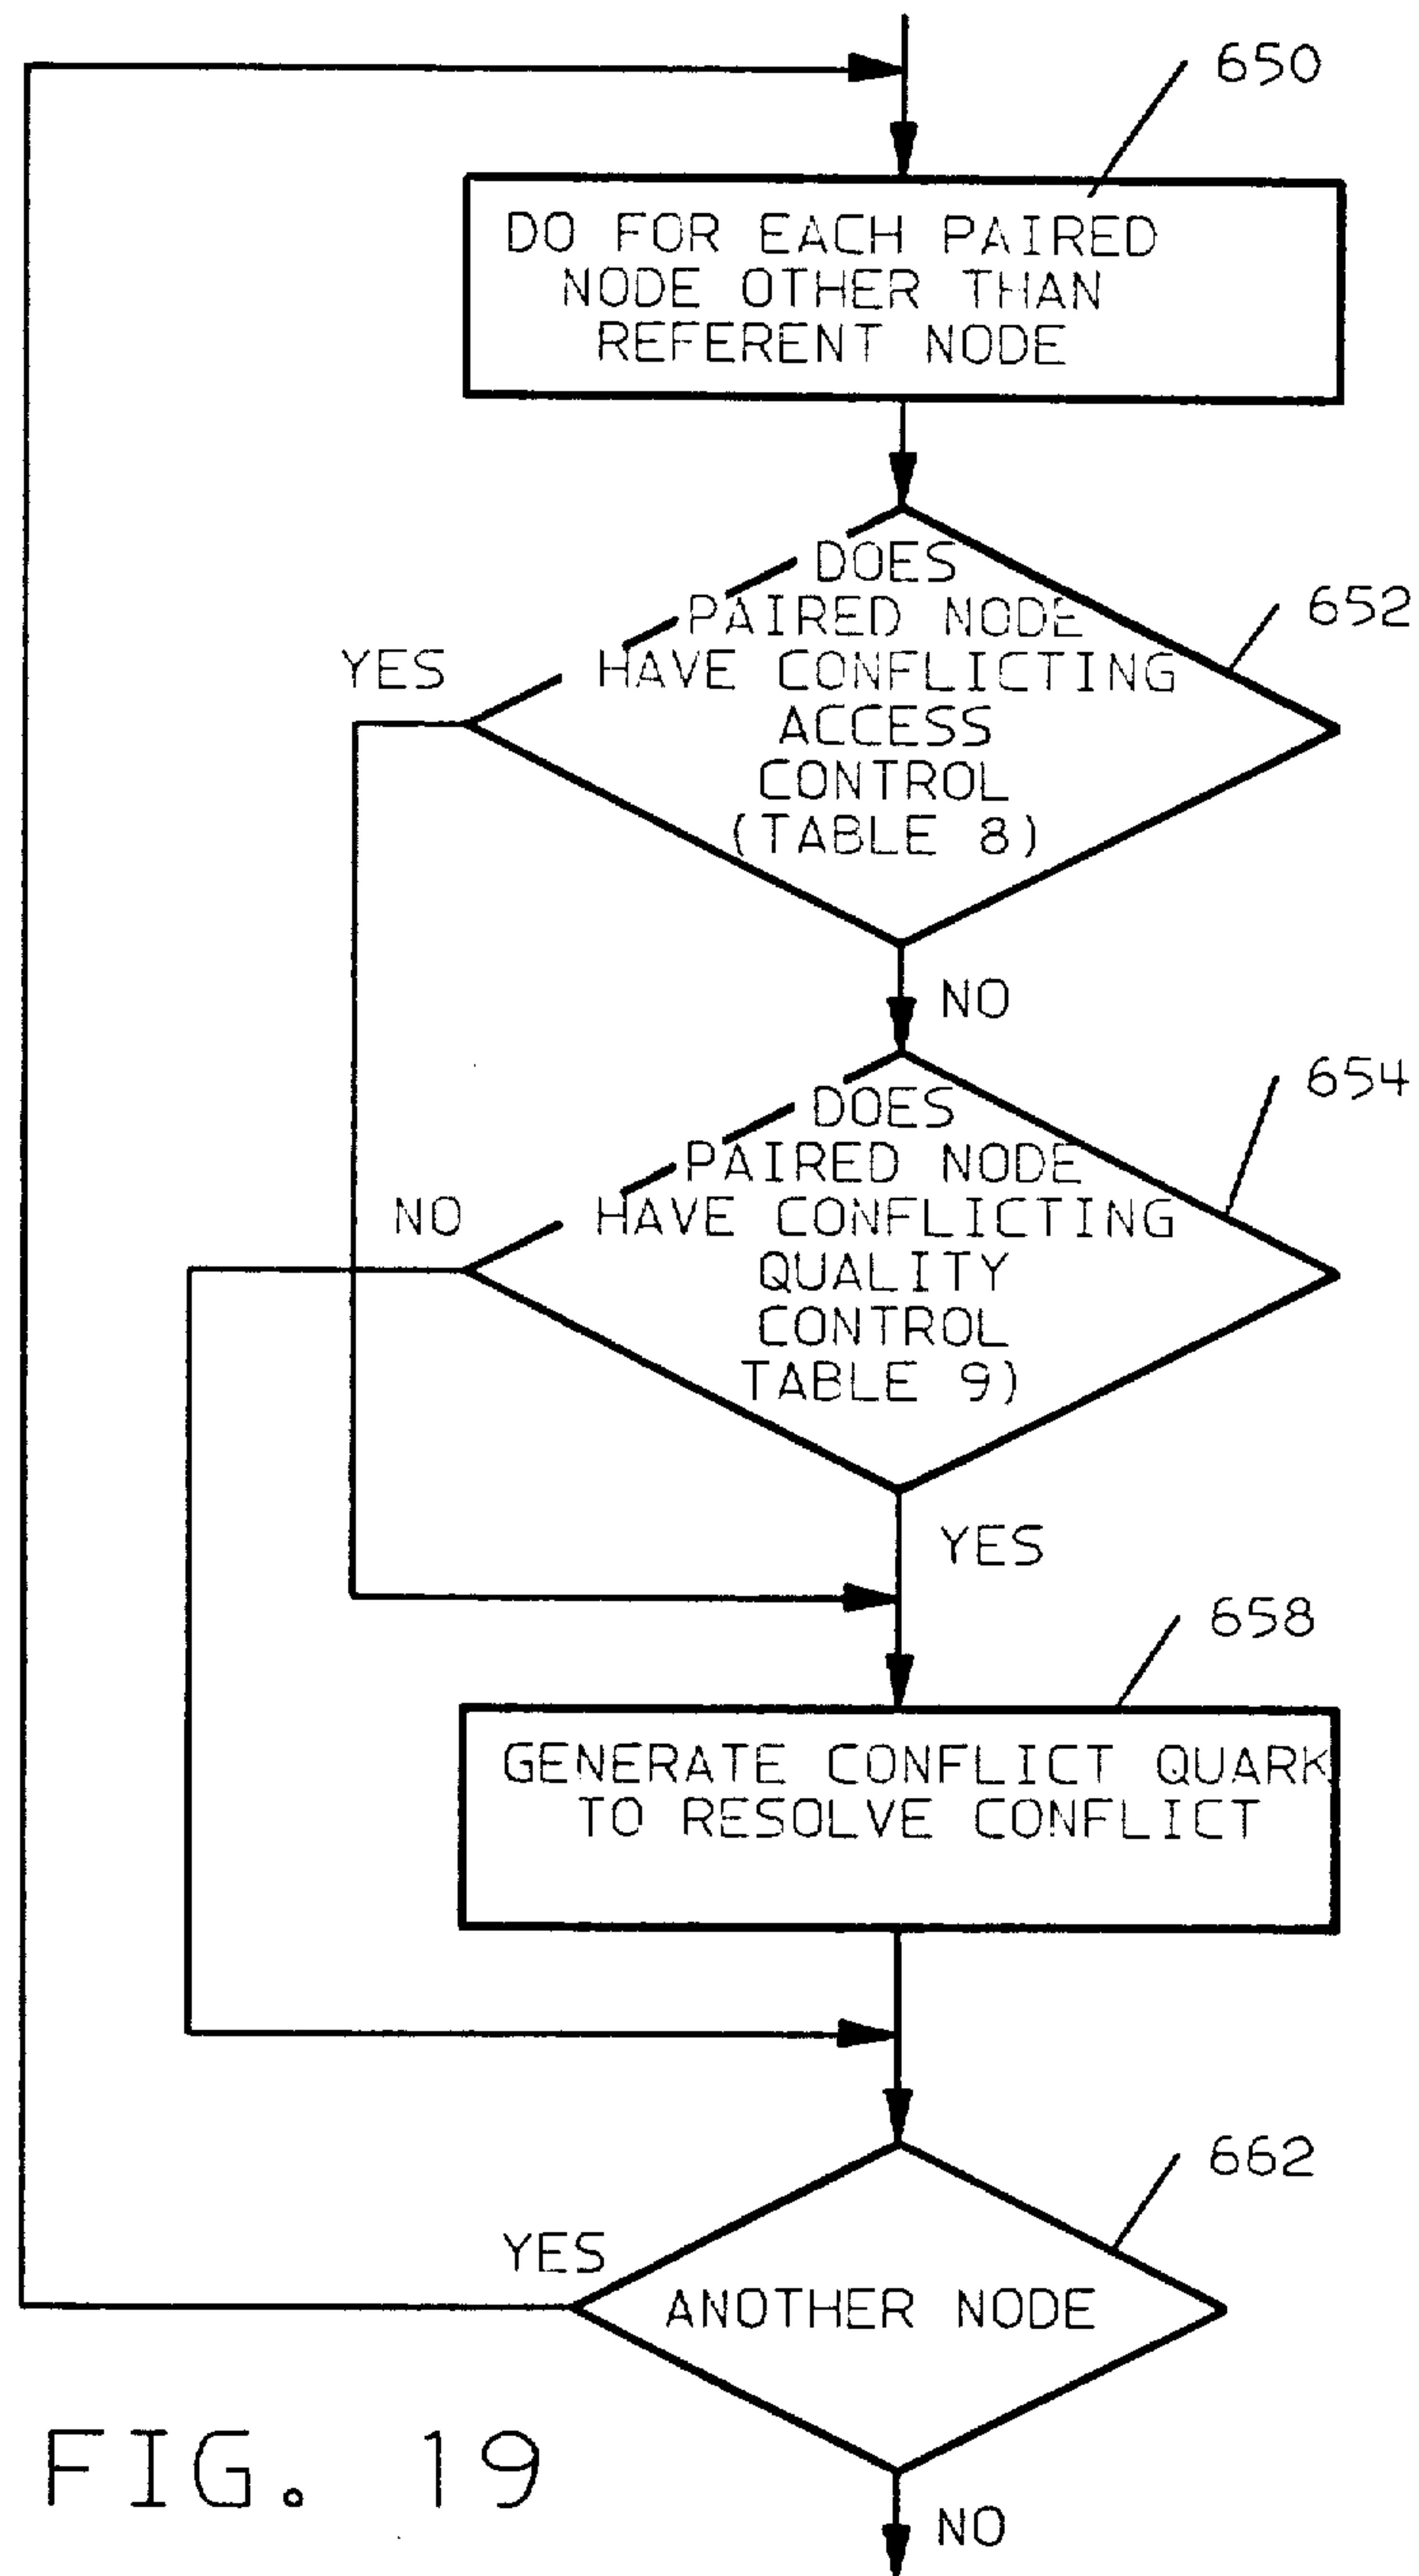 650
DO FOR EACH PAIRED
NODE OTHER THAN
REFERENT NODE
DOES
PAIRED NODE
HAVE CONFLICTING
ACCESS
CONTROL
(TABLE 8)
652
YES
NO
DOES
PAIRED NODE
HAVE CONFLICTING
QUALITY
CONTROL
TABLE 9)
654
NO
YES
658
GENERATE CONFLICT QUARK
TO RESOLVE CONFLICT
662
YES
ANOTHER NODE
NO
FIG. 19